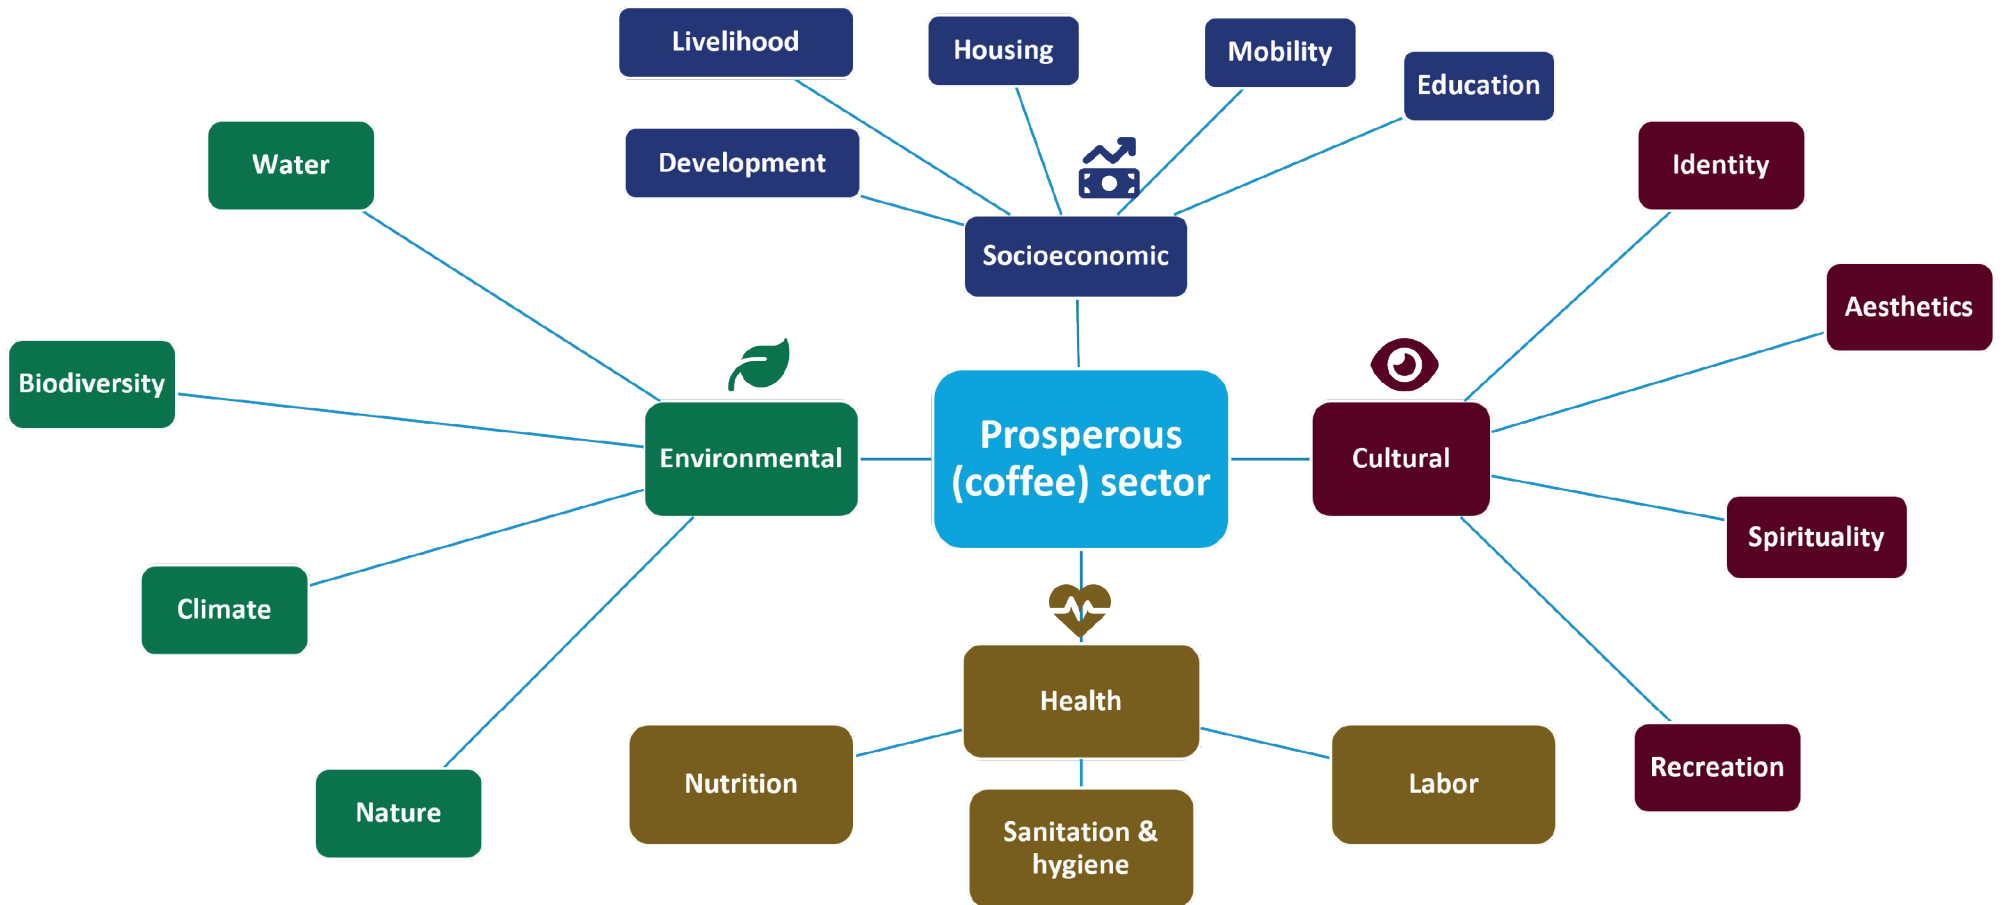 Livelihood
Housing
Mobility
Education
Water
Development
Identity
Socioeconomic
Aesthetics
Biodiversity
Environmental
Prosperous
(coffee) sector
Cultural
Spirituality
Climate
Health
Nutrition
Labor
Recreation
Nature
Sanitation &
hygiene